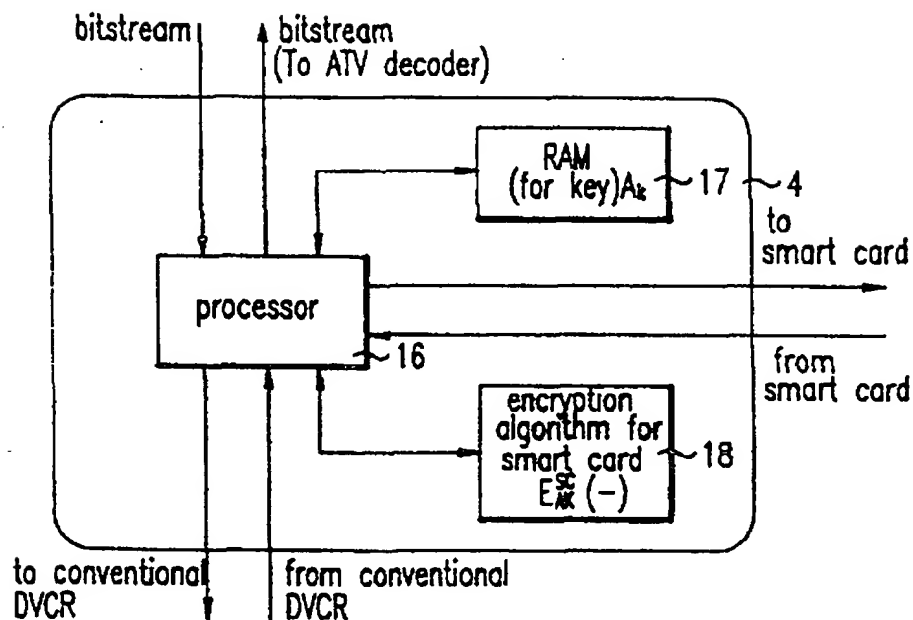 bitstream
bitstream
(To ATV decoder)
RAM
(for key)Ak
17
4
to
smart card
processor
16
from
smart card
encryption
algorithm for
smart card
E^SC_AK (-)
18
to conventional
DVCR
from conventional
DVCR